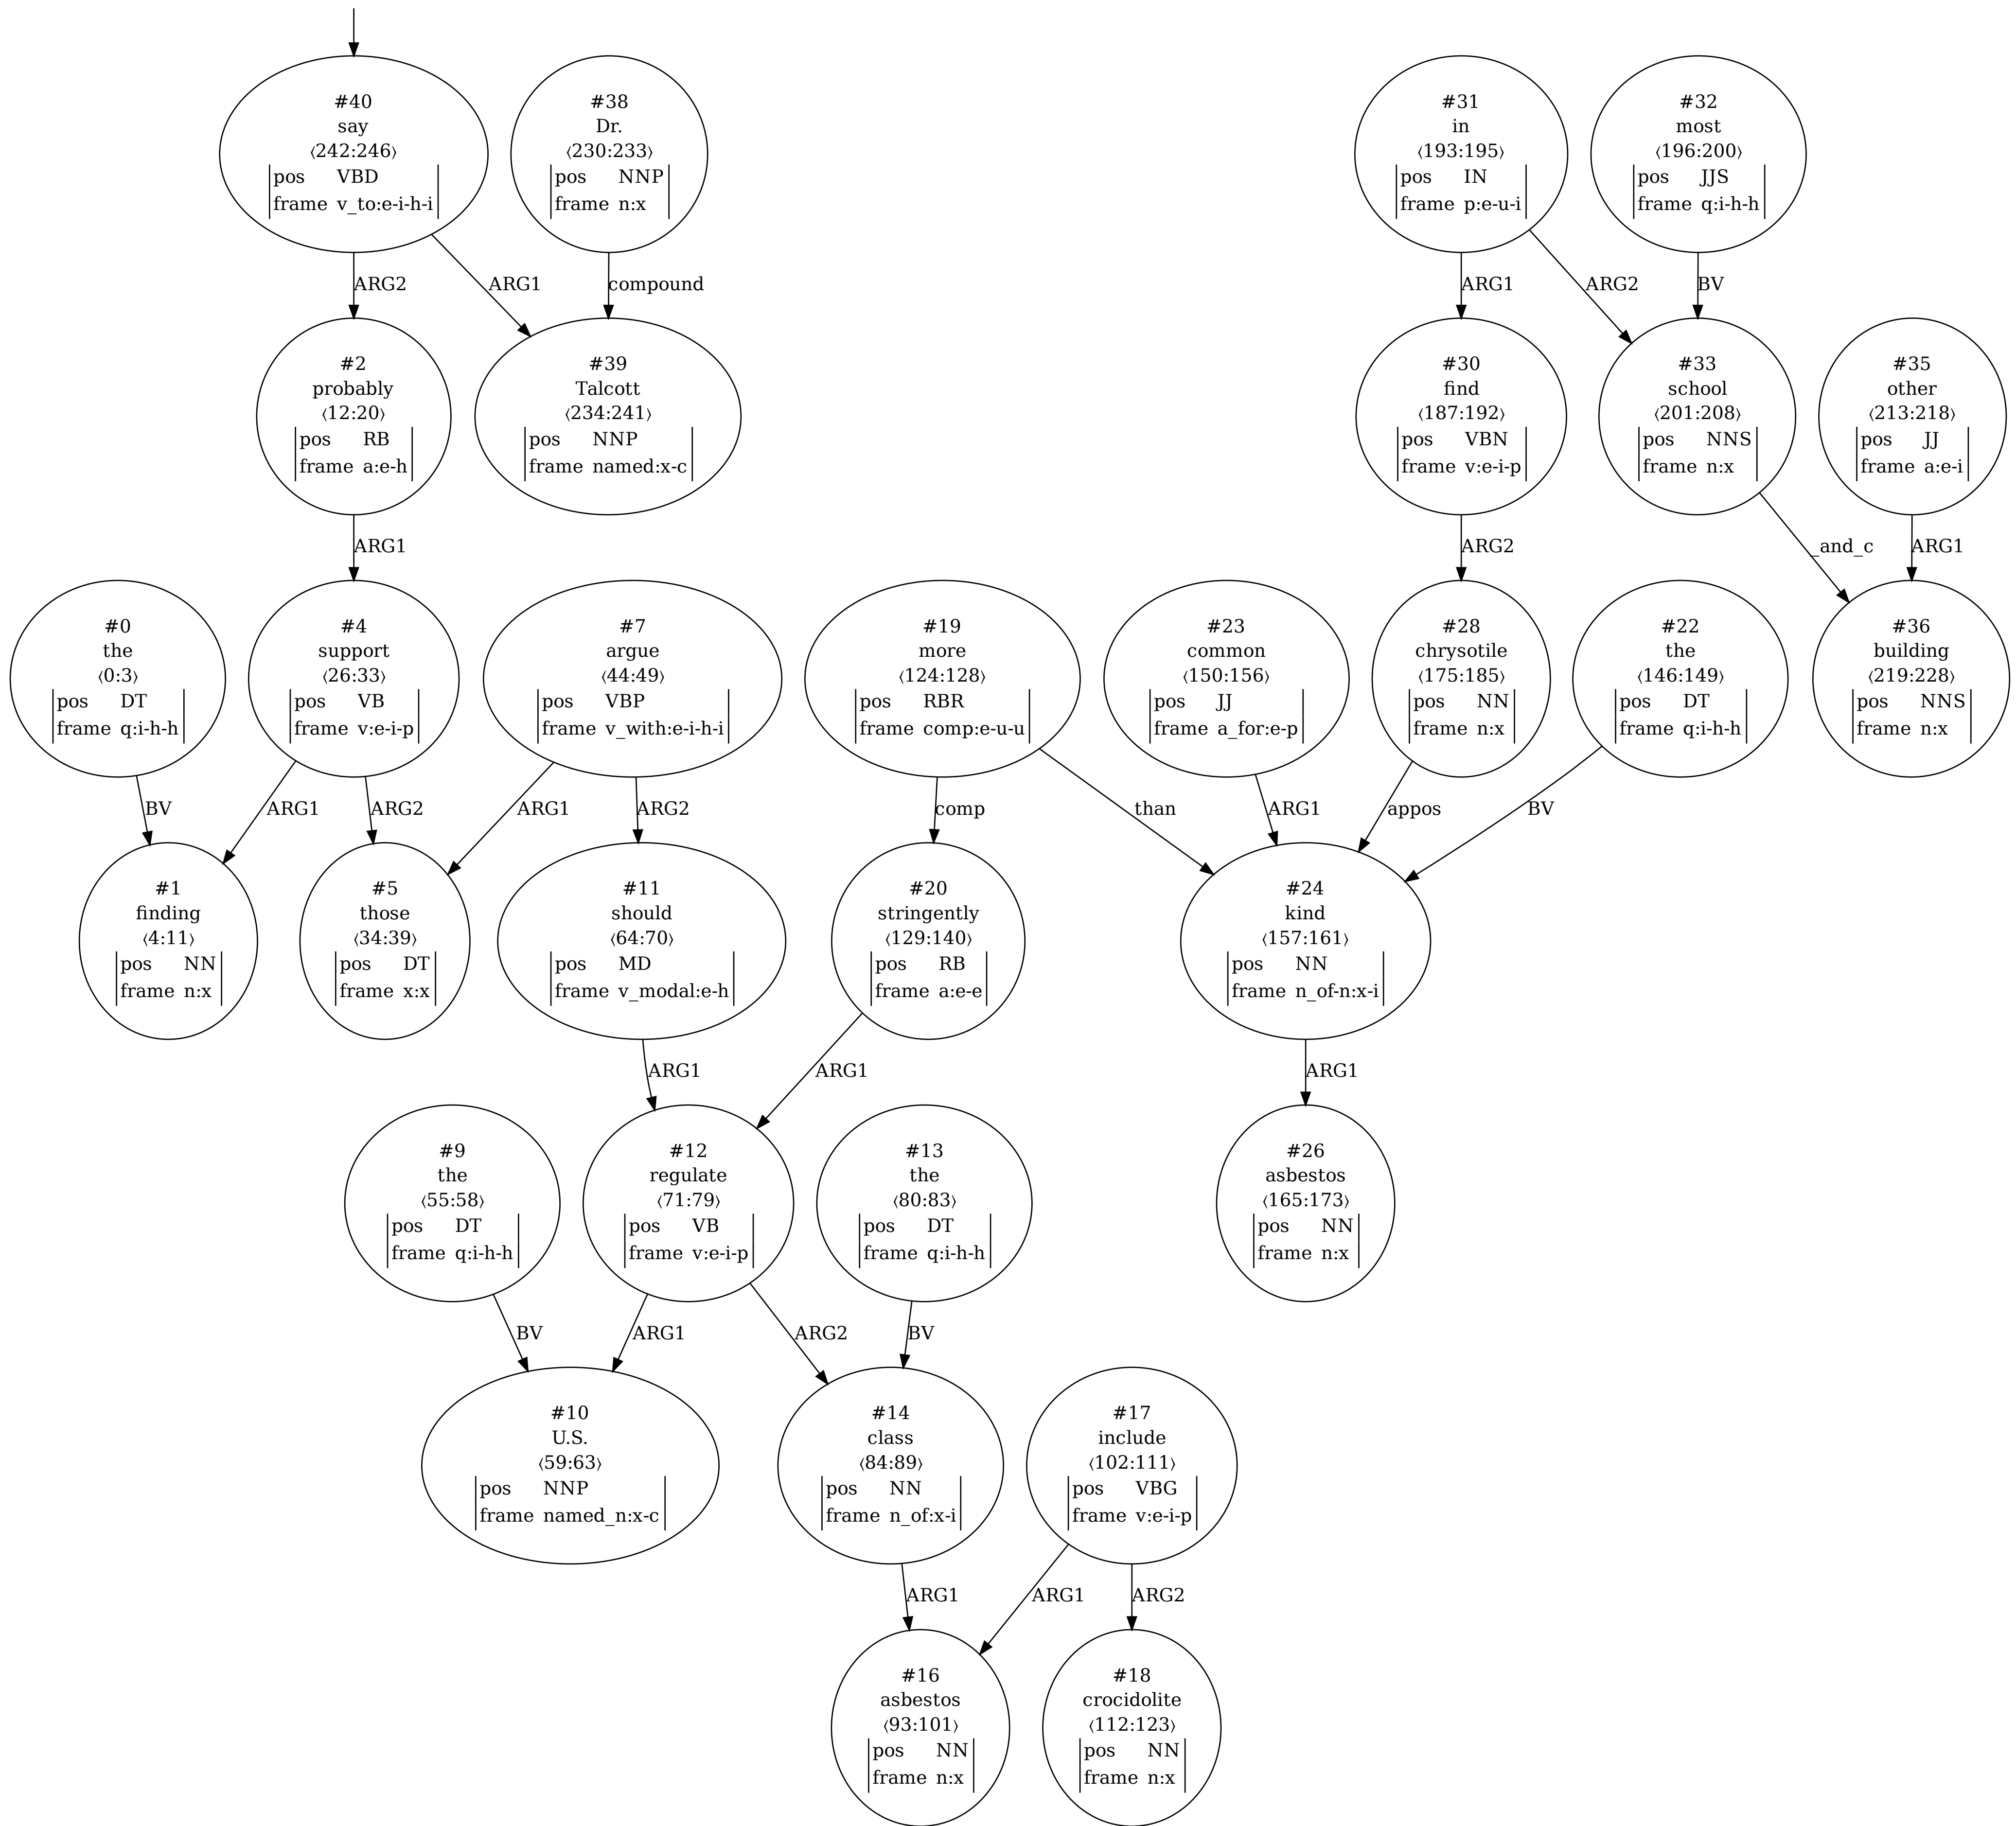 #40
say
⟨242:246⟩
pos VBD
frame v_to:e-i-h-i
#38
Dr.
⟨230:233⟩
pos NNP
frame n:x
#31
in
⟨193:195⟩
pos IN
frame p:e-u-i
#32
most
⟨196:200⟩
pos JJS
frame q:i-h-h
ARG2
ARG1
compound
ARG1
ARG2
BV
#2
probably
⟨12:20⟩
pos RB
frame a:e-h
#39
Talcott
⟨234:241⟩
pos NNP
frame named:x-c
#30
find
⟨187:192⟩
pos VBN
frame v:e-i-p
#33
school
⟨201:208⟩
pos NNS
frame n:x
#35
other
⟨213:218⟩
pos JJ
frame a:e-i
ARG1
ARG2
_and_c
ARG1
#0
the
⟨0:3⟩
pos DT
frame q:i-h-h
#4
support
⟨26:33⟩
pos VB
frame v:e-i-p
#7
argue
⟨44:49⟩
pos VBP
frame v_with:e-i-h-i
#19
more
⟨124:128⟩
pos RBR
frame comp:e-u-u
#23
common
⟨150:156⟩
pos JJ
frame a_for:e-p
#28
chrysotile
⟨175:185⟩
pos NN
frame n:x
#22
the
⟨146:149⟩
pos DT
frame q:i-h-h
#36
building
⟨219:228⟩
pos NNS
frame n:x
BV
ARG1
ARG2
ARG1
ARG2
comp
than
ARG1
appos
BV
#1
finding
⟨4:11⟩
pos NN
frame n:x
#5
those
⟨34:39⟩
pos DT
frame x:x
#11
should
⟨64:70⟩
pos MD
frame v_modal:e-h
#20
stringently
⟨129:140⟩
pos RB
frame a:e-e
#24
kind
⟨157:161⟩
pos NN
frame n_of-n:x-i
ARG1
ARG1
ARG1
#9
the
⟨55:58⟩
pos DT
frame q:i-h-h
#12
regulate
⟨71:79⟩
pos VB
frame v:e-i-p
#13
the
⟨80:83⟩
pos DT
frame q:i-h-h
#26
asbestos
⟨165:173⟩
pos NN
frame n:x
BV
ARG1
ARG2
BV
#10
U.S.
⟨59:63⟩
pos NNP
frame named_n:x-c
#14
class
⟨84:89⟩
pos NN
frame n_of:x-i
#17
include
⟨102:111⟩
pos VBG
frame v:e-i-p
ARG1
ARG1
ARG2
#16
asbestos
⟨93:101⟩
pos NN
frame n:x
#18
crocidolite
⟨112:123⟩
pos NN
frame n:x